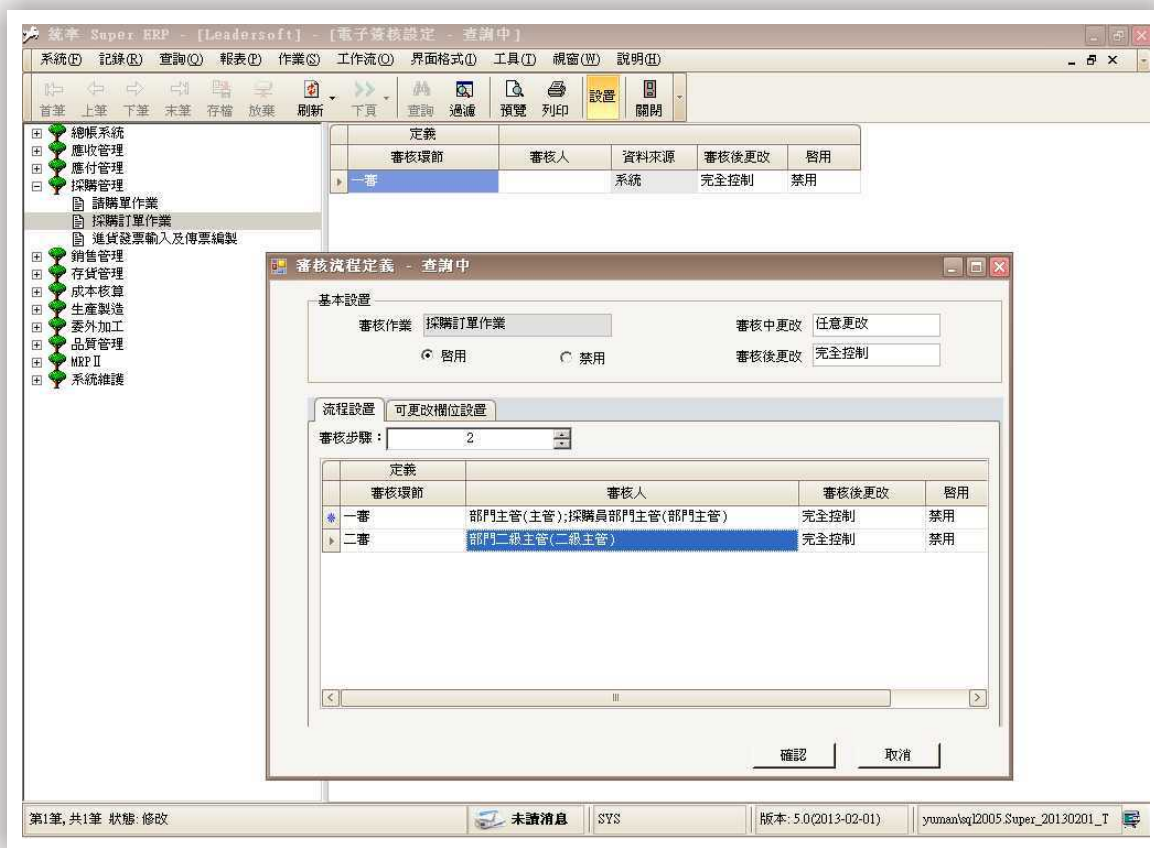 統率 Super ERP - [Leadersoft] - [電子簽核設定 - 查詢中]
系統(F) 記錄(R) 查詢(Q) 報表(P) 作業(S) 工作流(O) 界面格式(I) 工具(T) 視窗(W) 說明(H)
首筆 上筆 下筆 末筆 存檔 放棄 刷新 下頁 查詢 過濾 預覽 列印 設置 關閉
總帳系統
應收管理
應付管理
採購管理
請購單作業
採購訂單作業
進貨發票輸入及傳票編製
銷售管理
存貨管理
成本核算
生產製造
委外加工
品質管理
MRPⅡ
系統維護
定義
審核環節 審核人 資料來源 審核後更改 啓用
一審 系統 完全控制 禁用
審核流程定義 - 查詢中
基本設置
審核作業 採購訂單作業 審核中更改 任意更改
啓用 禁用 審核後更改 完全控制
流程設置 可更改欄位設置
審核步驟： 2
定義
審核環節 審核人 審核後更改 啓用
一審 部門主管(主管);採購員部門主管(部門主管) 完全控制 禁用
二審 部門二級主管(二級主管) 完全控制 禁用
確認 取消
第1筆,共1筆 狀態:修改 未讀消息 SYS 版本: 5.0(2013-02-01) yuman\sql2005.Super_20130201_T